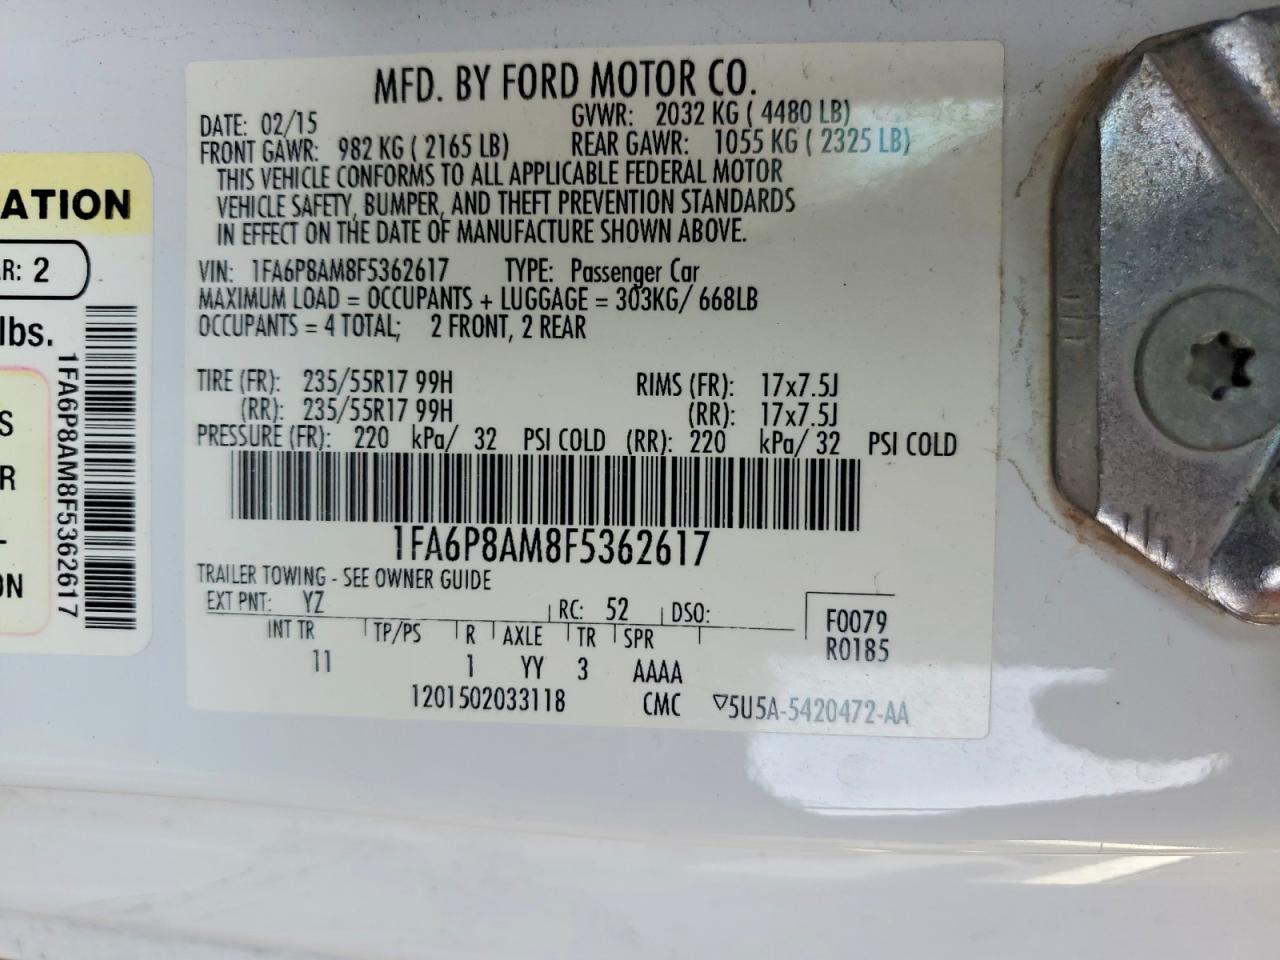 MFD. BY FORD MOTOR CO.
DATE: 02/15 GVWR: 2032 KG ( 4480 LB)
FRONT GAWR: 982 KG ( 2165 LB) REAR GAWR: 1055 KG ( 2325 LB)
THIS VEHICLE CONFORMS TO ALL APPLICABLE FEDERAL MOTOR
VEHICLE SAFETY, BUMPER, AND THEFT PREVENTION STANDARDS
IN EFFECT ON THE DATE OF MANUFACTURE SHOWN ABOVE.
VIN: 1FA6P8AM8F5362617 TYPE: Passenger Car
MAXIMUM LOAD = OCCUPANTS + LUGGAGE = 303KG/ 668LB
OCCUPANTS = 4 TOTAL; 2 FRONT, 2 REAR
TIRE (FR): 235/55R17 99H RIMS (FR): 17x7.5J
(RR): 235/55R17 99H (RR): 17x7.5J
PRESSURE (FR): 220 kPa/ 32 PSI COLD (RR): 220 kPa/ 32 PSI COLD
1FA6P8AM8F5362617
TRAILER TOWING - SEE OWNER GUIDE
EXT PNT: YZ RC: 52 DSO:
F0079
INT TR TP/PS R AXLE TR SPR
R0185
11 1 YY 3 AAAA
1201502033118 CMC ▽5U5A-5420472-AA
ATION
R: 2
lbs.
1FA6P8AM8F5362617
S
R
-
ON